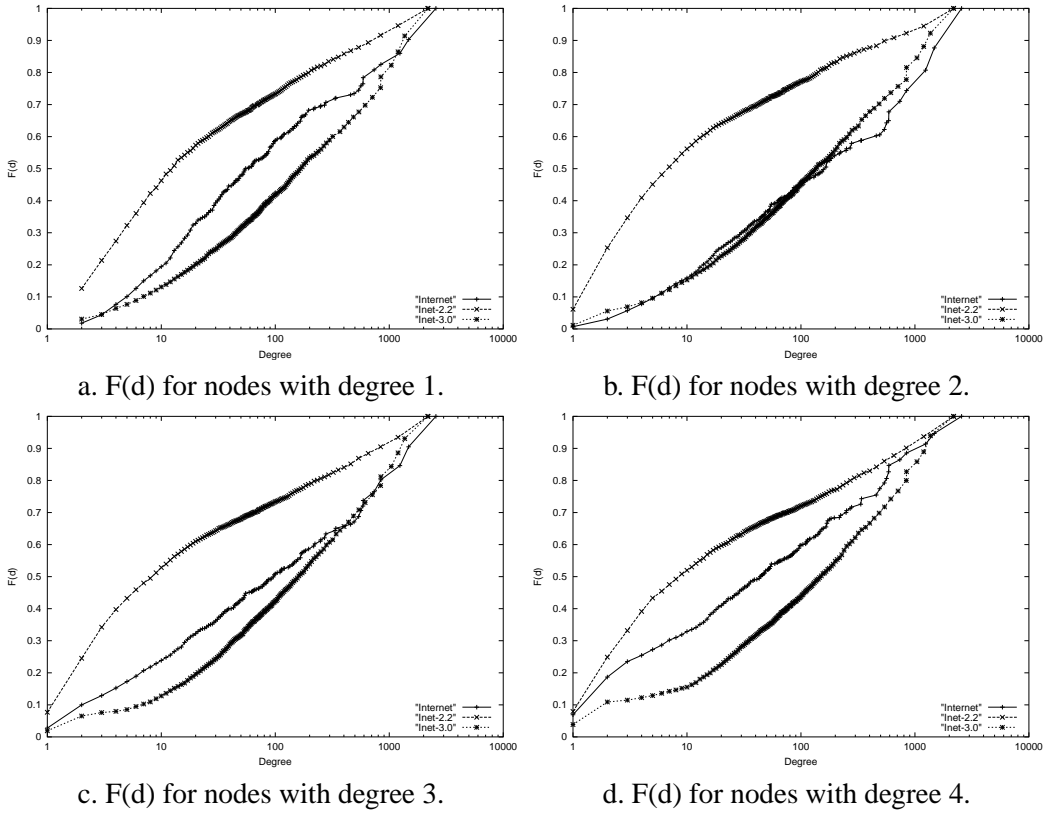 1
0.9
0.8
0.7
0.6
0.5
0.4
0.3
0.2
0.1
0
F(d)
1
10
100
1000
10000
Degree
"Internet"
"Inet-2.2"
"Inet-3.0"
a. F(d) for nodes with degree 1.
1
0.9
0.8
0.7
0.6
0.5
0.4
0.3
0.2
0.1
0
F(d)
1
10
100
1000
10000
Degree
"Internet"
"Inet-2.2"
"Inet-3.0"
b. F(d) for nodes with degree 2.
1
0.9
0.8
0.7
0.6
0.5
0.4
0.3
0.2
0.1
0
F(d)
1
10
100
1000
10000
Degree
"Internet"
"Inet-2.2"
"Inet-3.0"
c. F(d) for nodes with degree 3.
1
0.9
0.8
0.7
0.6
0.5
0.4
0.3
0.2
0.1
0
F(d)
1
10
100
1000
10000
Degree
"Internet"
"Inet-2.2"
"Inet-3.0"
d. F(d) for nodes with degree 4.